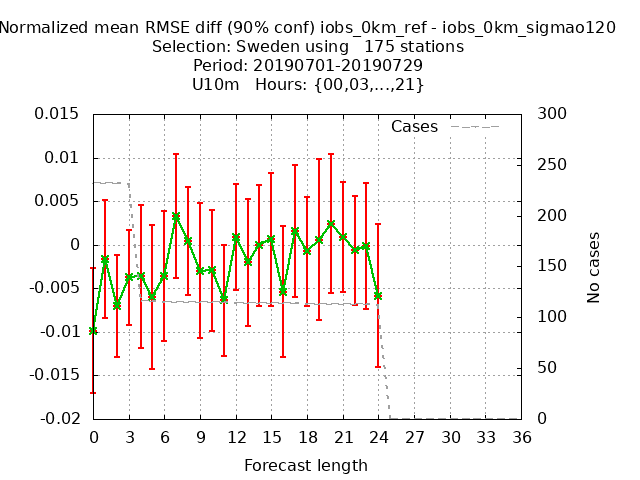 Normalized mean RMSE diff (90% conf) iobs_0km_ref - iobs_0km_sigmao120
Selection: Sweden using 175 stations
Period: 20190701-20190729
U10m Hours: {00,03,...,21}
Cases
0.015
0.01
0.005
0
-0.005
-0.01
-0.015
-0.02
300
250
200
150
100
50
0
No cases
0 3 6 9 12 15 18 21 24 27 30 33 36
Forecast length